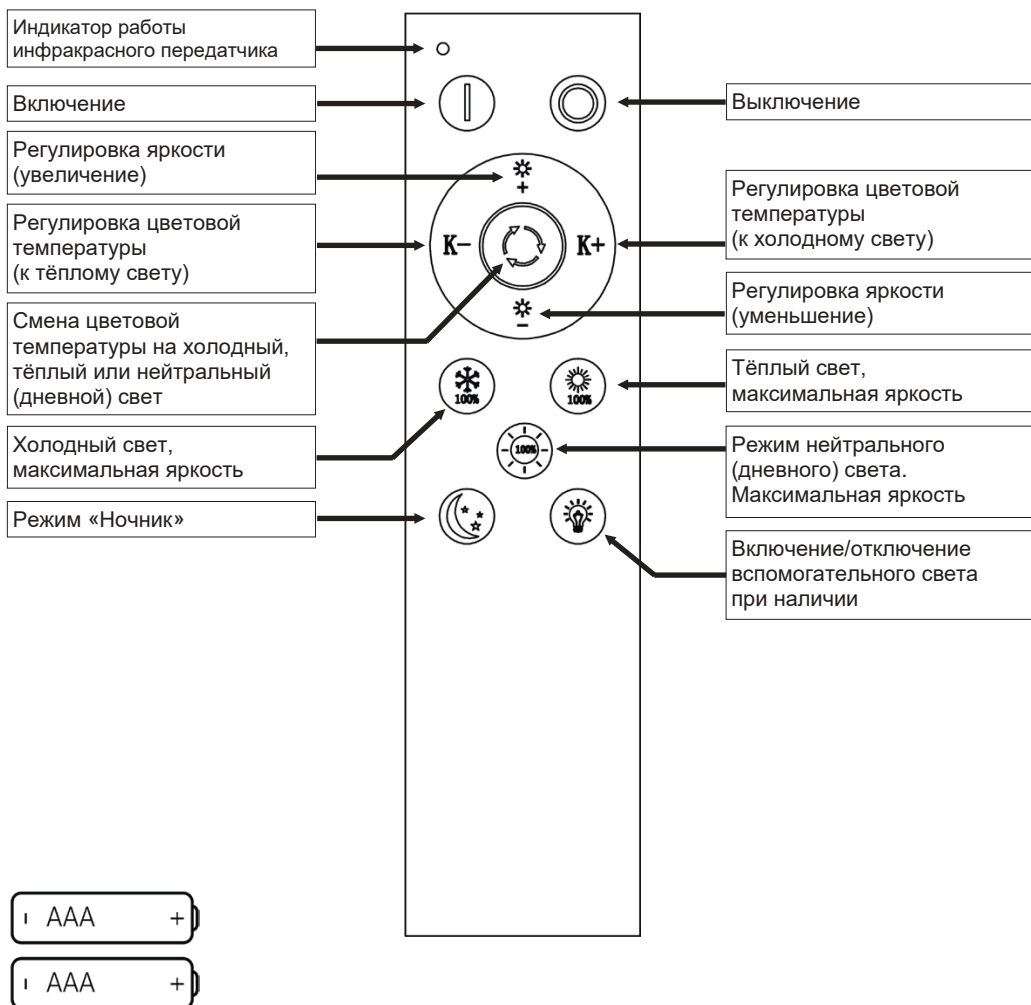 Индикатор работы
инфракрасного передатчика
Включение
Выключение
Регулировка яркости
(увеличение)
Регулировка цветовой
температуры
(к тёплому свету)
Регулировка цветовой
температуры
(к холодному свету)
Регулировка яркости
(уменьшение)
Смена цветовой
температуры на холодный,
тёплый или нейтральный
(дневной) свет
Тёплый свет,
максимальная яркость
Холодный свет,
максимальная яркость
Режим нейтрального
(дневного) света.
Максимальная яркость
Режим «Ночник»
Включение/отключение
вспомогательного света
при наличии
+
K−
K+
−
100%
100%
100%
- AAA +
- AAA +